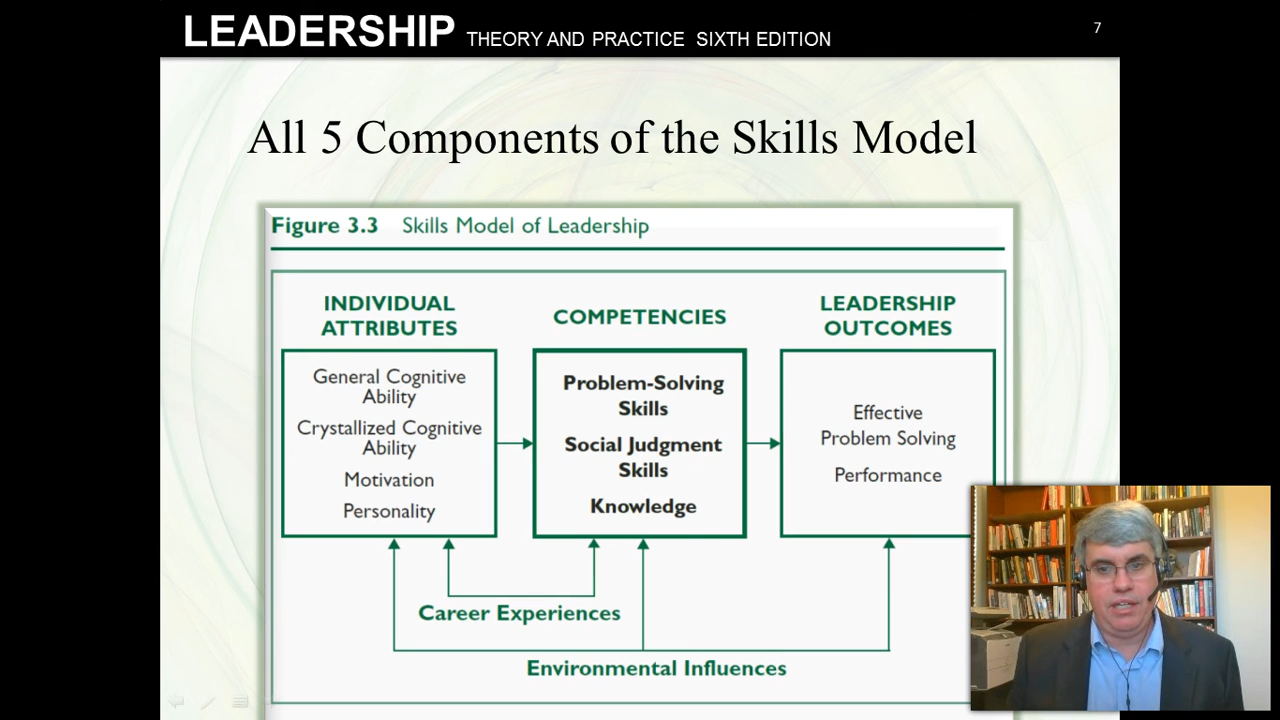 LEADERSHIP THEORY AND PRACTICE SIXTH EDITION
7
All 5 Components of the Skills Model
Figure 3.3 Skills Model of Leadership
INDIVIDUAL
ATTRIBUTES
General Cognitive
Ability
Crystallized Cognitive
Ability
Motivation
Personality
COMPETENCIES
Problem-Solving
Skills
Social Judgment
Skills
Knowledge
LEADERSHIP
OUTCOMES
Effective
Problem Solving
Performance
Career Experiences
Environmental Influences